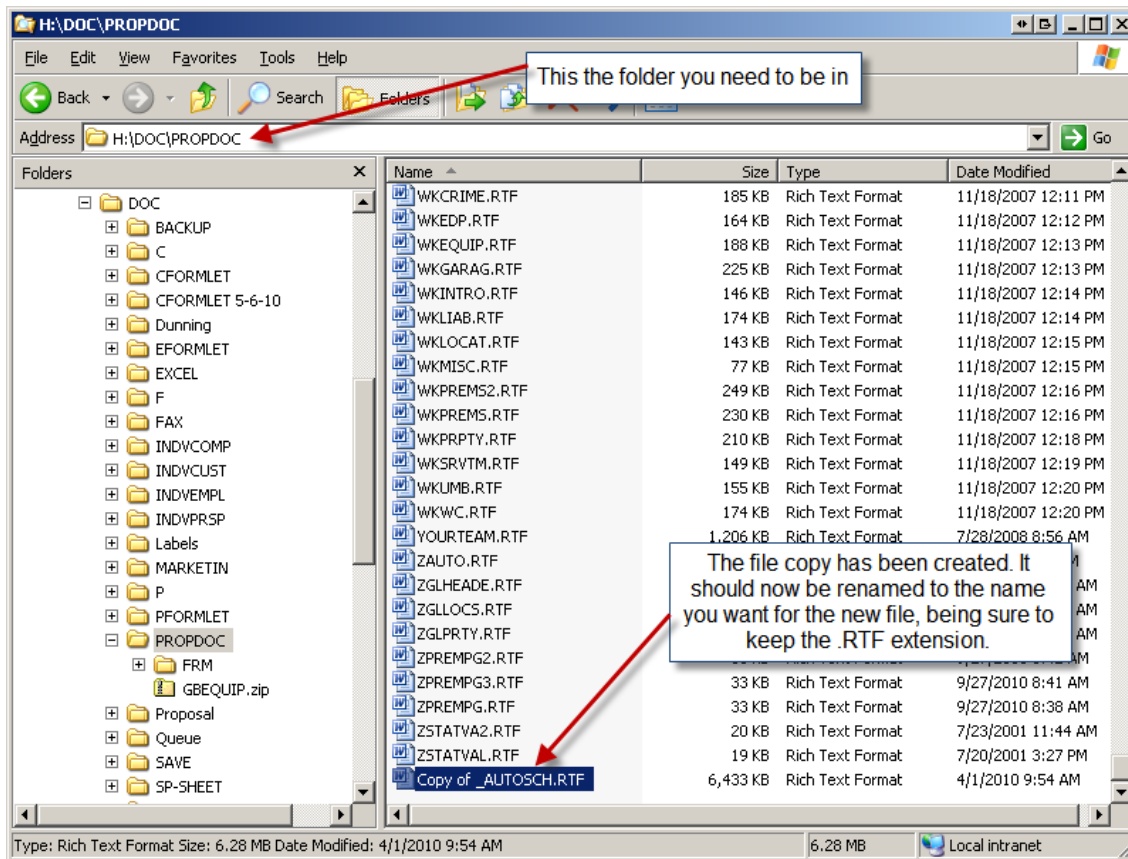 H:\DOC\PROPDOC
File Edit View Favorites Tools Help
This the folder you need to be in
Back Search Folders
Address H:\DOC\PROPDOC Go
Folders
Name Size Type Date Modified
DOC
BACKUP
C
CFORMLET
CFORMLET 5-6-10
Dunning
EFORMLET
EXCEL
F
FAX
INDVCOMP
INDVCUST
INDVEMPL
INDVPRSP
Labels
MARKETIN
P
PFORMLET
PROPDOC
FRM
GBEQUIP.zip
Proposal
Queue
SAVE
SP-SHEET
WKCRIME.RTF 185 KB Rich Text Format 11/18/2007 12:11 PM
WKEDP.RTF 164 KB Rich Text Format 11/18/2007 12:12 PM
WKEQUIP.RTF 188 KB Rich Text Format 11/18/2007 12:13 PM
WKGARAG.RTF 225 KB Rich Text Format 11/18/2007 12:13 PM
WKINTRO.RTF 146 KB Rich Text Format 11/18/2007 12:14 PM
WKLIAB.RTF 174 KB Rich Text Format 11/18/2007 12:14 PM
WKLOCAT.RTF 143 KB Rich Text Format 11/18/2007 12:15 PM
WKMISC.RTF 77 KB Rich Text Format 11/18/2007 12:15 PM
WKPREMS2.RTF 249 KB Rich Text Format 11/18/2007 12:16 PM
WKPREMS.RTF 230 KB Rich Text Format 11/18/2007 12:16 PM
WKPRPTY.RTF 210 KB Rich Text Format 11/18/2007 12:18 PM
WKSRVTM.RTF 149 KB Rich Text Format 11/18/2007 12:19 PM
WKUMB.RTF 155 KB Rich Text Format 11/18/2007 12:20 PM
WKWC.RTF 174 KB Rich Text Format 11/18/2007 12:20 PM
YOURTEAM.RTF 1,206 KB Rich Text Format 7/28/2008 8:56 AM
ZAUTO.RTF
ZGLHEADE.RTF AM
ZGLLOCS.RTF AM
ZGLPRTY.RTF AM
ZPREMPG2.RTF AM
ZPREMPG3.RTF 33 KB Rich Text Format 9/27/2010 8:41 AM
ZPREMPG.RTF 33 KB Rich Text Format 9/27/2010 8:38 AM
ZSTATVA2.RTF 20 KB Rich Text Format 7/23/2001 11:44 AM
ZSTATVAL.RTF 19 KB Rich Text Format 7/20/2001 3:27 PM
Copy of _AUTOSCH.RTF 6,433 KB Rich Text Format 4/1/2010 9:54 AM
The file copy has been created. It
should now be renamed to the name
you want for the new file, being sure to
keep the .RTF extension.
Type: Rich Text Format Size: 6.28 MB Date Modified: 4/1/2010 9:54 AM 6.28 MB Local intranet